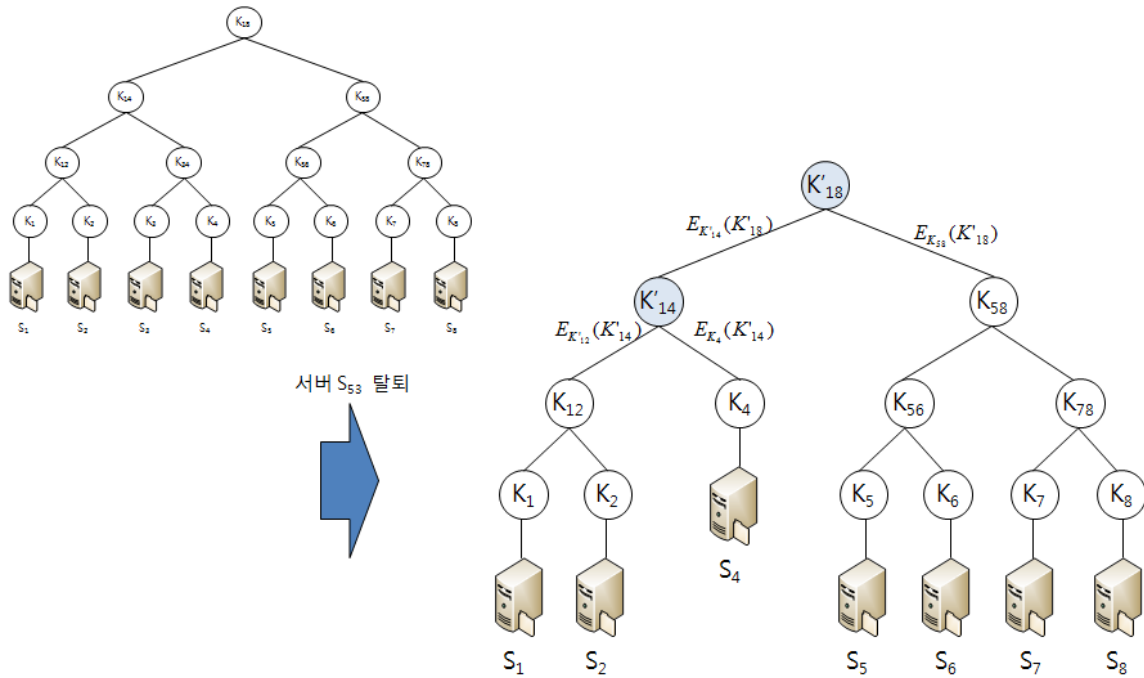 K₁₈
K₁₄ K₅₈
K₁₂ K₃₄ K₅₆ K₇₈
K₁ K₂ K₃ K₄ K₅ K₆ K₇ K₈
S₁ S₂ S₃ S₄ S₅ S₆ S₇ S₈
서버 S₅₃ 탈퇴
K'₁₈
E_{K'₁₄}(K'₁₈) E_{K₅₈}(K'₁₈)
K'₁₄ K₅₈
E_{K'₁₂}(K'₁₄) E_{K₄}(K'₁₄)
K₁₂ K₄ K₅₆ K₇₈
K₁ K₂ K₅ K₆ K₇ K₈
S₄
S₁ S₂ S₅ S₆ S₇ S₈